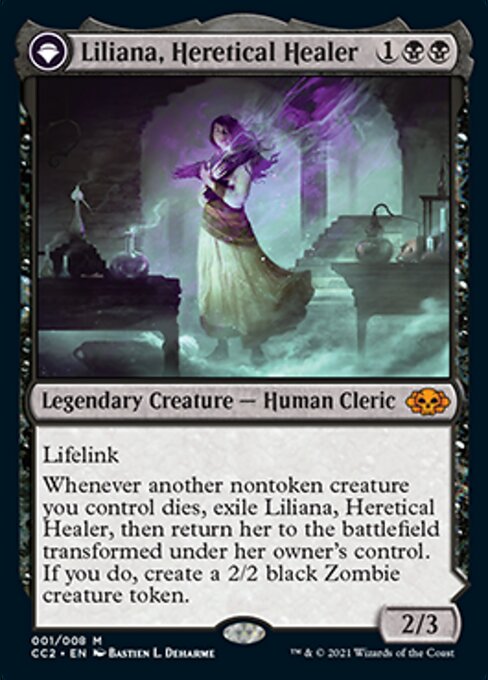 Liliana, Heretical Healer 1
Legendary Creature — Human Cleric
Lifelink
Whenever another nontoken creature
you control dies, exile Liliana, Heretical
Healer, then return her to the battlefield
transformed under her owner's control.
If you do, create a 2/2 black Zombie
creature token.
2/3
001/008 M
CC2 • EN Bastien L. Deharme
™ & © 2021 Wizards of the Coast